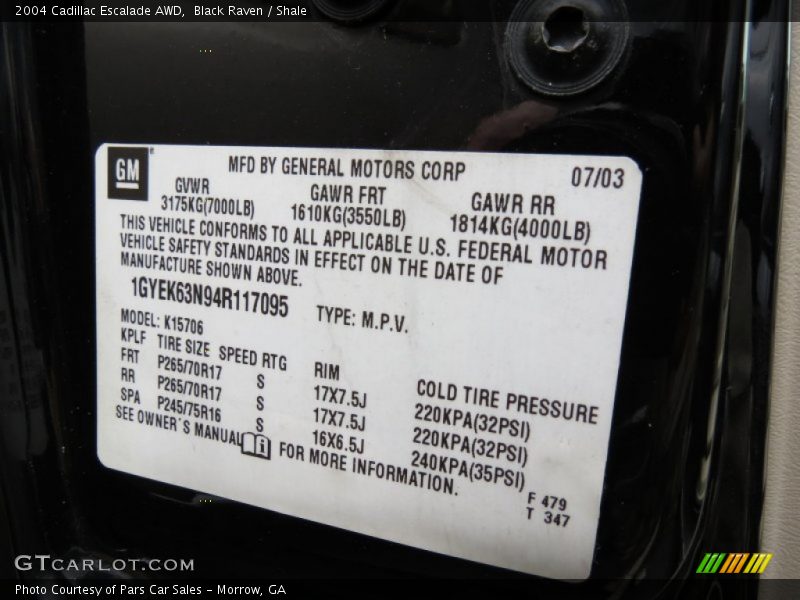 2004 Cadillac Escalade AWD,  Black Raven / Shale
GM
MFD BY GENERAL MOTORS CORP 07/03
GVWR GAWR FRT GAWR RR
3175KG(7000LB) 1610KG(3550LB) 1814KG(4000LB)
THIS VEHICLE CONFORMS TO ALL APPLICABLE U.S. FEDERAL MOTOR
VEHICLE SAFETY STANDARDS IN EFFECT ON THE DATE OF
MANUFACTURE SHOWN ABOVE.
1GYEK63N94R117095 TYPE: M.P.V.
MODEL: K15706
KPLF TIRE SIZE SPEED RTG RIM COLD TIRE PRESSURE
FRT P265/70R17 S 17X7.5J 220KPA(32PSI)
RR P265/70R17 S 17X7.5J 220KPA(32PSI)
SPA P245/75R16 S 16X6.5J 240KPA(35PSI)
SEE OWNER'S MANUAL i FOR MORE INFORMATION.
F 479
T 347
GTCARLOT.COM
Photo Courtesy of Pars Car Sales - Morrow, GA